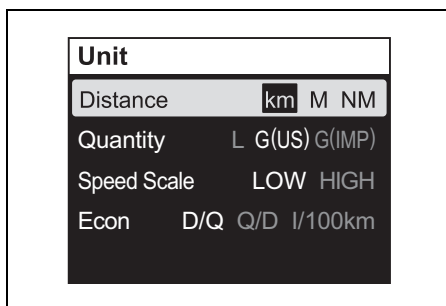 Unit
Distance km M NM
Quantity L G(US) G(IMP)
Speed Scale LOW HIGH
Econ D/Q Q/D l/100km